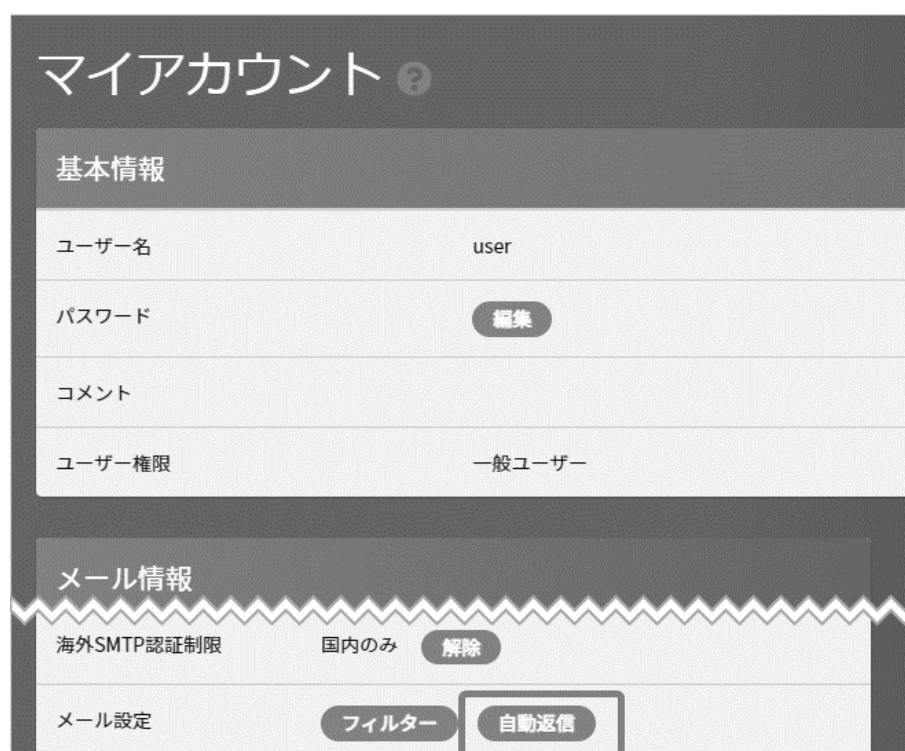 マイアカウント ?
基本情報
ユーザー名 user
パスワード 編集
コメント
ユーザー権限 一般ユーザー
メール情報
海外SMTP認証制限 国内のみ 解除
メール設定 フィルター 自動返信